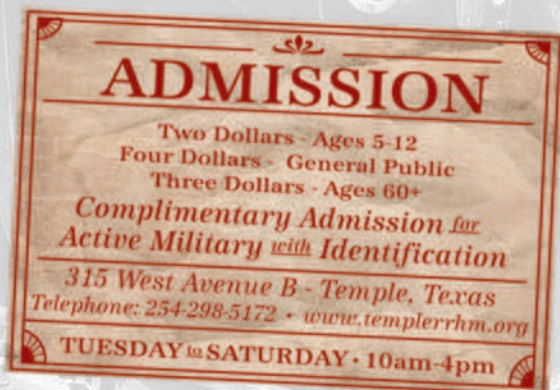 ADMISSION
Two Dollars - Ages 5-12
Four Dollars - General Public
Three Dollars - Ages 60+
Complimentary Admission for
Active Military with Identification
315 West Avenue B - Temple, Texas
Telephone: 254-298-5172 • www.templerrhm.org
TUESDAY to SATURDAY • 10am-4pm